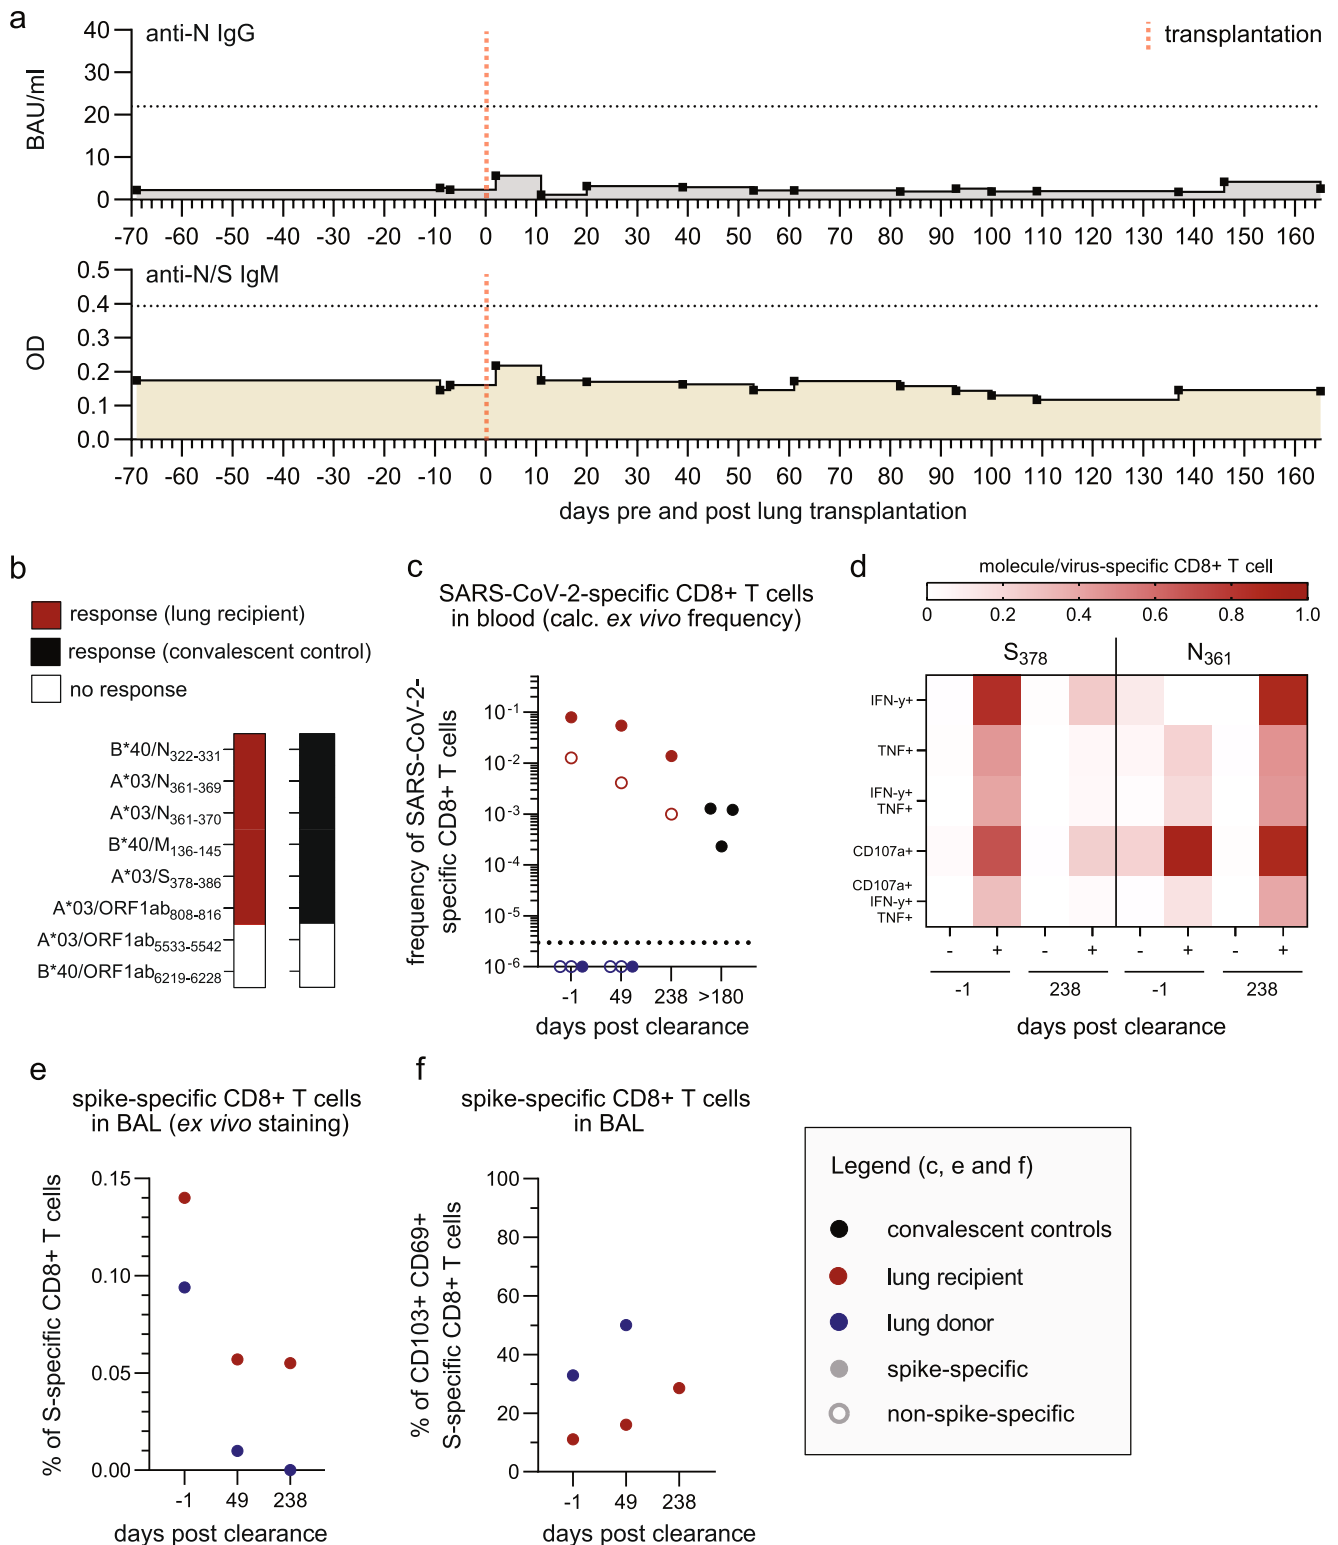 a
anti-N IgG
transplantation
BAU/ml
40
30
20
10
0
-70 -60 -50 -40 -30 -20 -10 0 10 20 30 40 50 60 70 80 90 100 110 120 130 140 150 160
anti-N/S IgM
OD
0.5
0.4
0.3
0.2
0.1
0.0
-70 -60 -50 -40 -30 -20 -10 0 10 20 30 40 50 60 70 80 90 100 110 120 130 140 150 160
days pre and post lung transplantation
b
response (lung recipient)
response (convalescent control)
no response
B*40/N322-331
A*03/N361-369
A*03/N361-370
B*40/M136-145
A*03/S378-386
A*03/ORF1ab808-816
A*03/ORF1ab5533-5542
B*40/ORF1ab6219-6228
c
SARS-CoV-2-specific CD8+ T cells
in blood (calc. ex vivo frequency)
frequency of SARS-CoV-2-
specific CD8+ T cells
10-1
10-2
10-3
10-4
10-5
10-6
-1 49 238 >180
days post clearance
d
molecule/virus-specific CD8+ T cell
0 0.2 0.4 0.6 0.8 1.0
S378 N361
IFN-y+
TNF+
IFN-y+
TNF+
CD107a+
CD107a+
IFN-y+
TNF+
- + - + - + - +
-1 238 -1 238
days post clearance
e
spike-specific CD8+ T cells
in BAL (ex vivo staining)
% of S-specific CD8+ T cells
0.15
0.10
0.05
0.00
-1 49 238
days post clearance
f
spike-specific CD8+ T cells
in BAL
% of CD103+ CD69+
S-specific CD8+ T cells
100
80
60
40
20
0
-1 49 238
days post clearance
Legend (c, e and f)
convalescent controls
lung recipient
lung donor
spike-specific
non-spike-specific